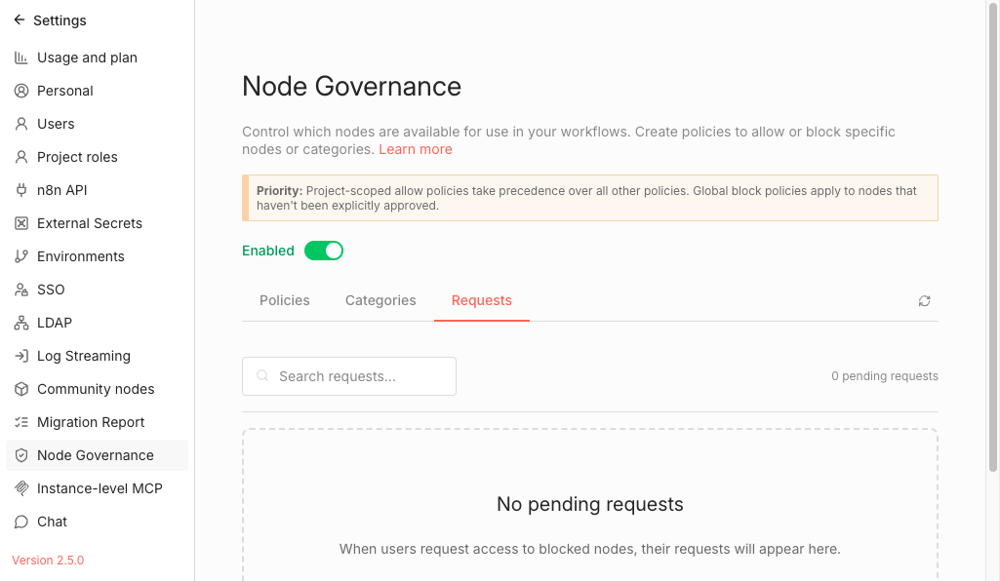 Settings
Usage and plan
Personal
Users
Project roles
n8n API
External Secrets
Environments
SSO
LDAP
Log Streaming
Community nodes
Migration Report
Node Governance
Instance-level MCP
Chat
Version 2.5.0
Node Governance
Control which nodes are available for use in your workflows. Create policies to allow or block specific
nodes or categories. Learn more
Priority: Project-scoped allow policies take precedence over all other policies. Global block policies apply to nodes that
haven't been explicitly approved.
Enabled
Policies Categories Requests
Search requests... 0 pending requests
No pending requests
When users request access to blocked nodes, their requests will appear here.